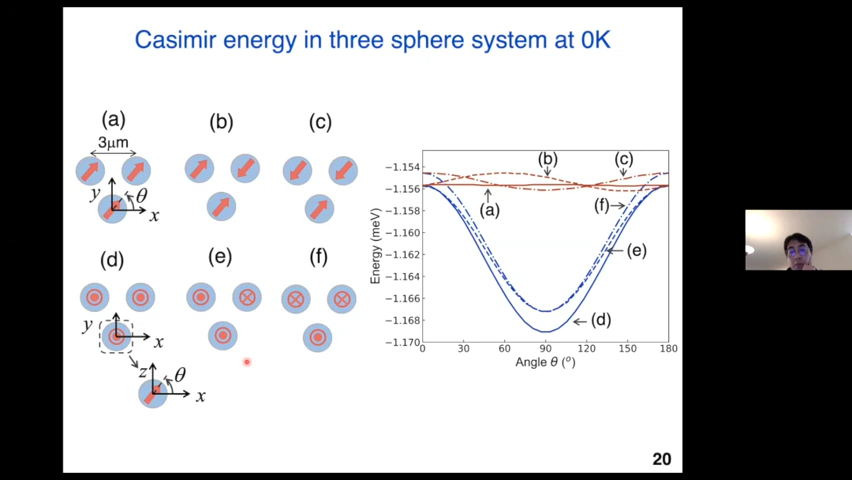 Casimir energy in three sphere system at 0K
(a)
(b)
(c)
3μm
y
θ
x
(d)
(e)
(f)
y
x
z
θ
x
−1.154
−1.156
−1.158
−1.160
−1.162
−1.164
−1.166
−1.168
−1.170
Energy (meV)
(b)
(c)
(a)
(f)
(e)
(d)
0 30 60 90 120 150 180
Angle θ (°)
20